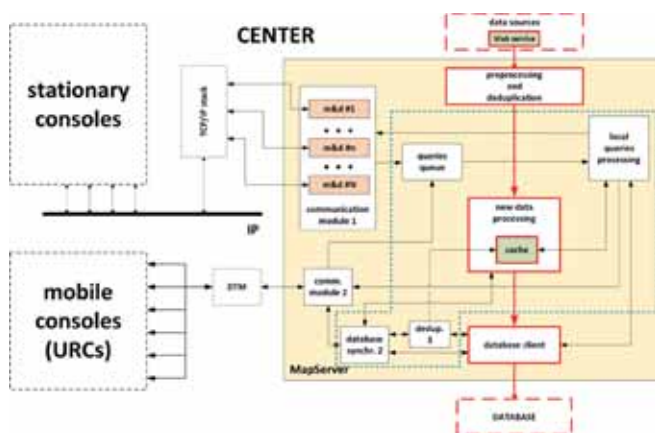 CENTER
data sources
Web service
stationary
consoles
TCP/IP stack
preprocessing
and
deduplication
m&d #1
m&d #n
m&d #N
communication
module 1
queries
queue
local
queries
processing
new data
processing
cache
IP
mobile
consoles
(URCs)
DTM
comm.
module 2
database
synchr. 2
dedup.
database client
MapServer
DATABASE